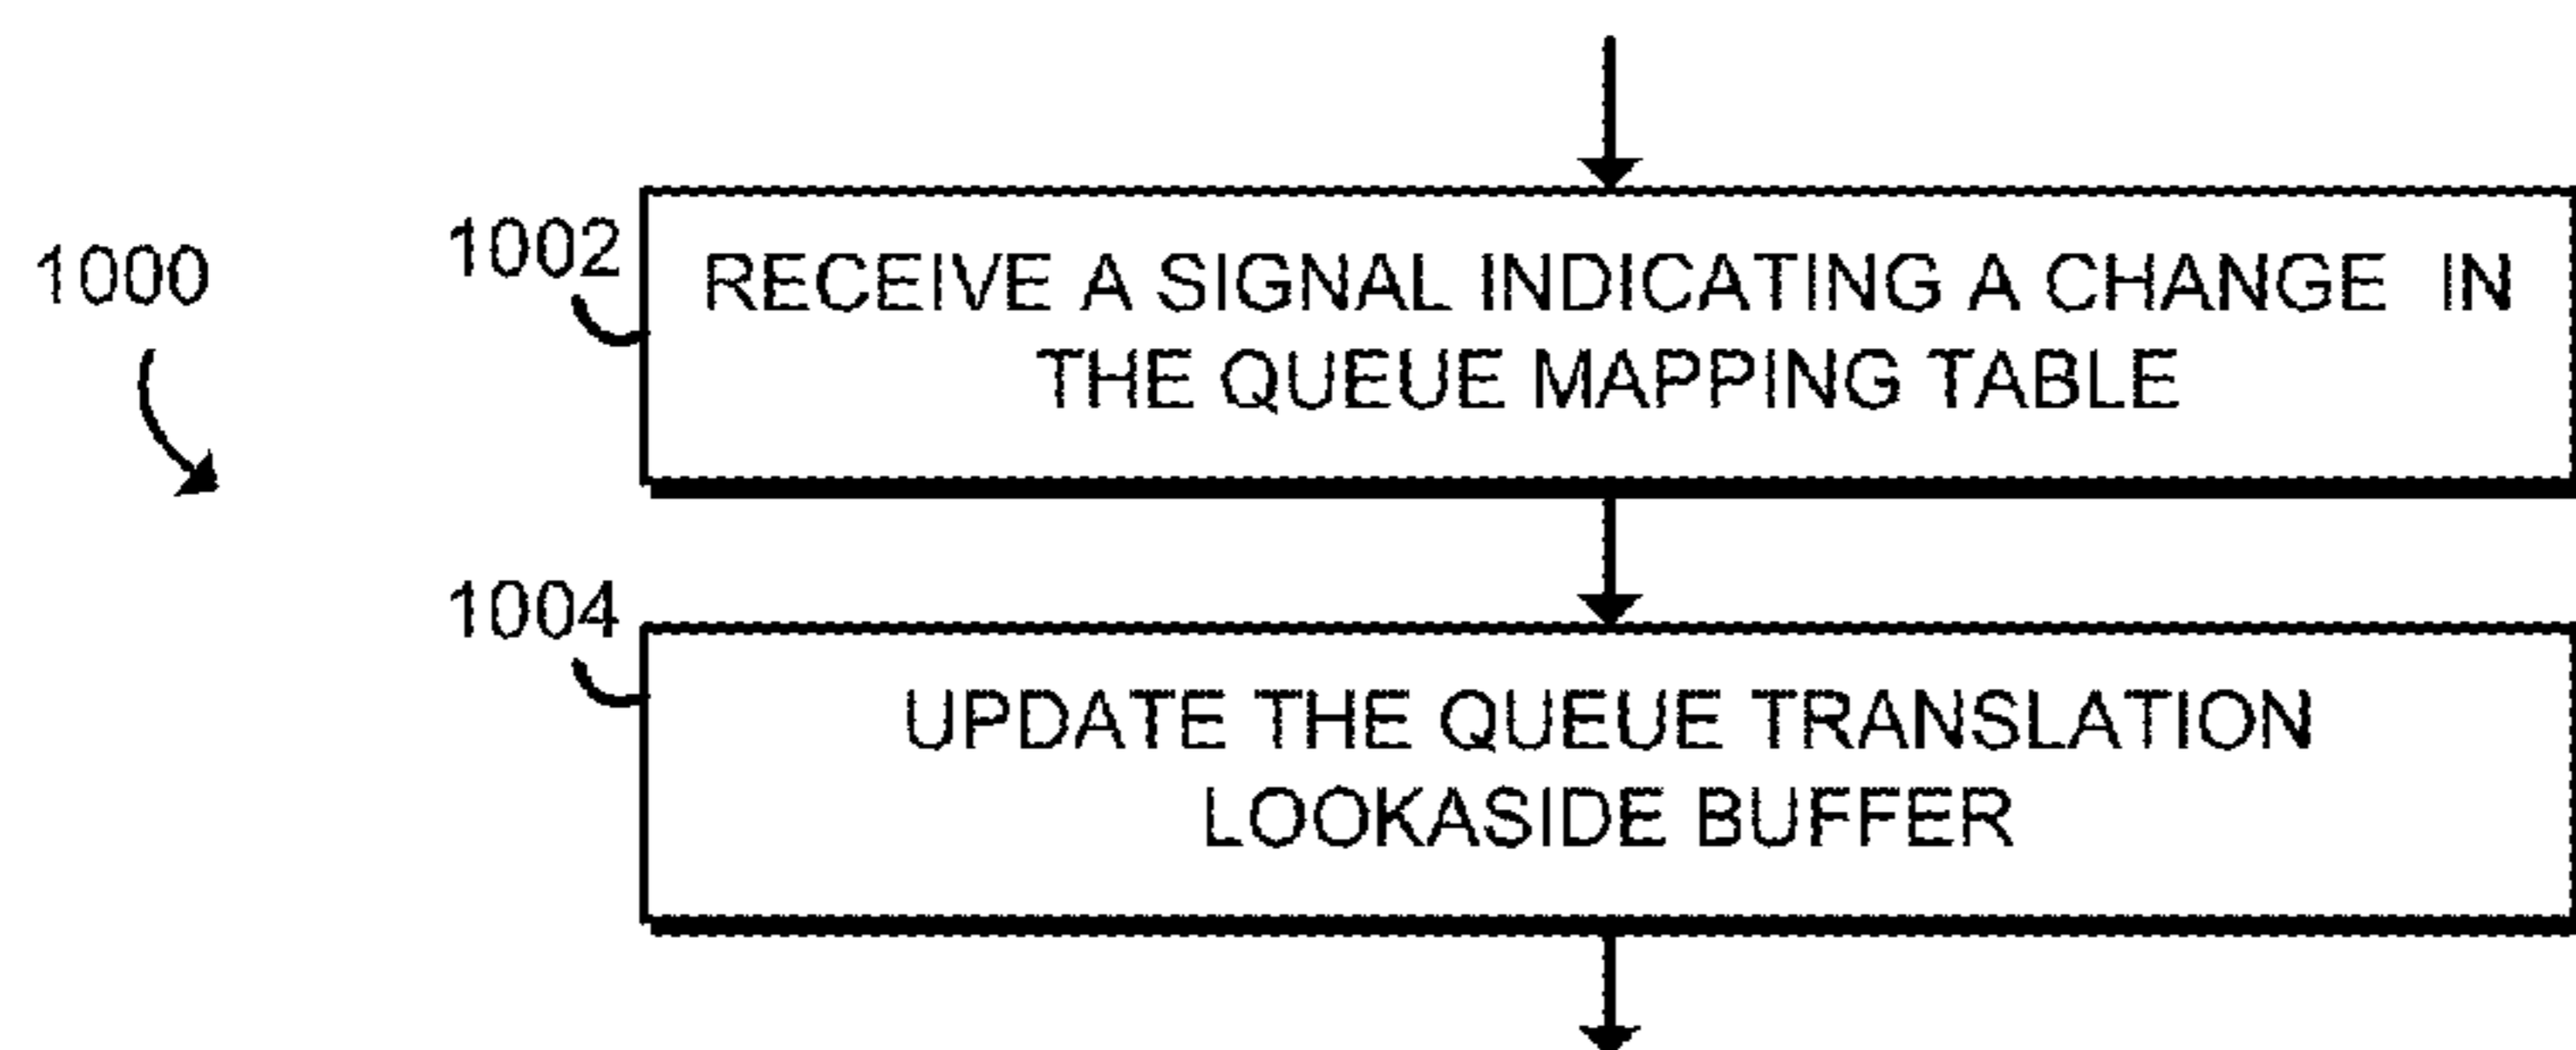 1000
1002
RECEIVE A SIGNAL INDICATING A CHANGE IN
THE QUEUE MAPPING TABLE
1004
UPDATE THE QUEUE TRANSLATION
LOOKASIDE BUFFER